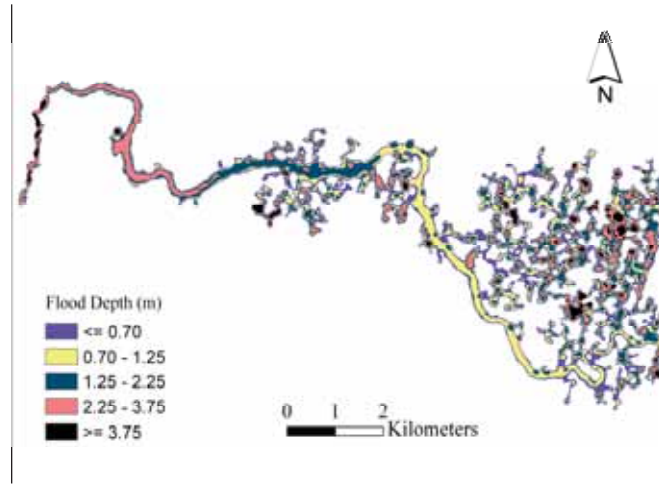 N
Flood Depth (m)
<= 0.70
0.70 - 1.25
1.25 - 2.25
2.25 - 3.75
>= 3.75
0 1 2
Kilometers